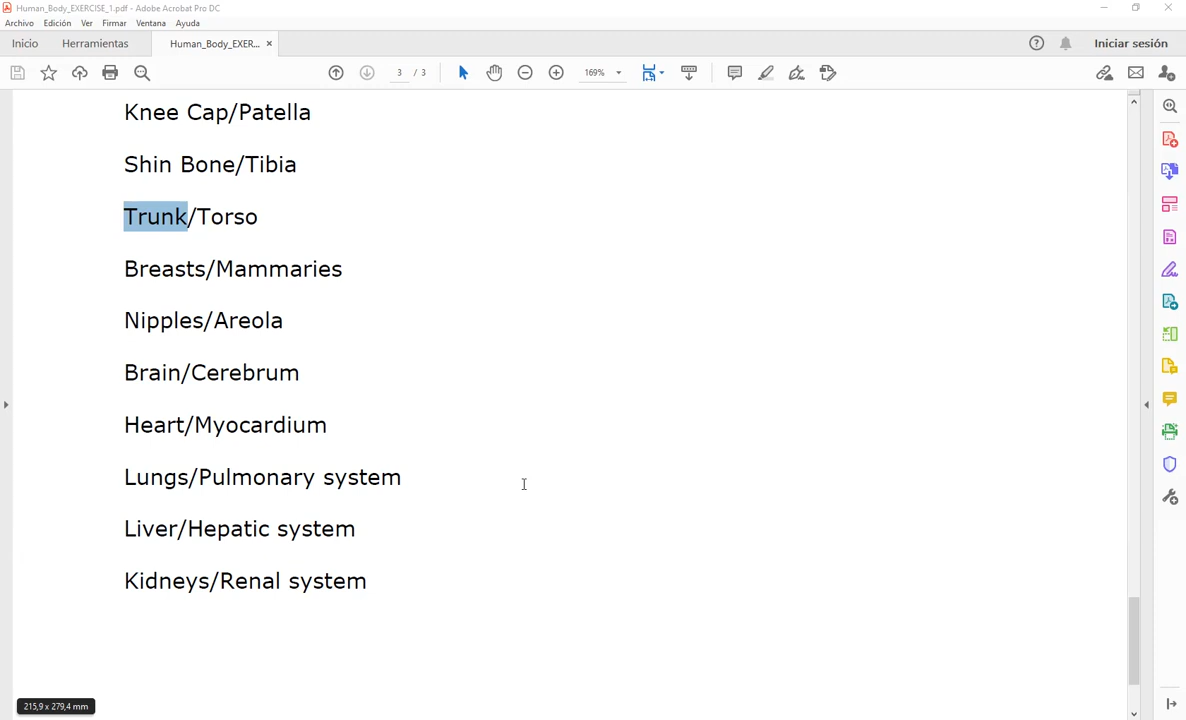 Human_Body_EXERCISE_1.pdf - Adobe Acrobat Pro DC
Archivo Edición Ver Firmar Ventana Ayuda
Inicio Herramientas Human_Body_EXER... × Iniciar sesión
3 / 3 169%
Knee Cap/Patella
Shin Bone/Tibia
Trunk/Torso
Breasts/Mammaries
Nipples/Areola
Brain/Cerebrum
Heart/Myocardium
Lungs/Pulmonary system
Liver/Hepatic system
Kidneys/Renal system
215,9 x 279,4 mm